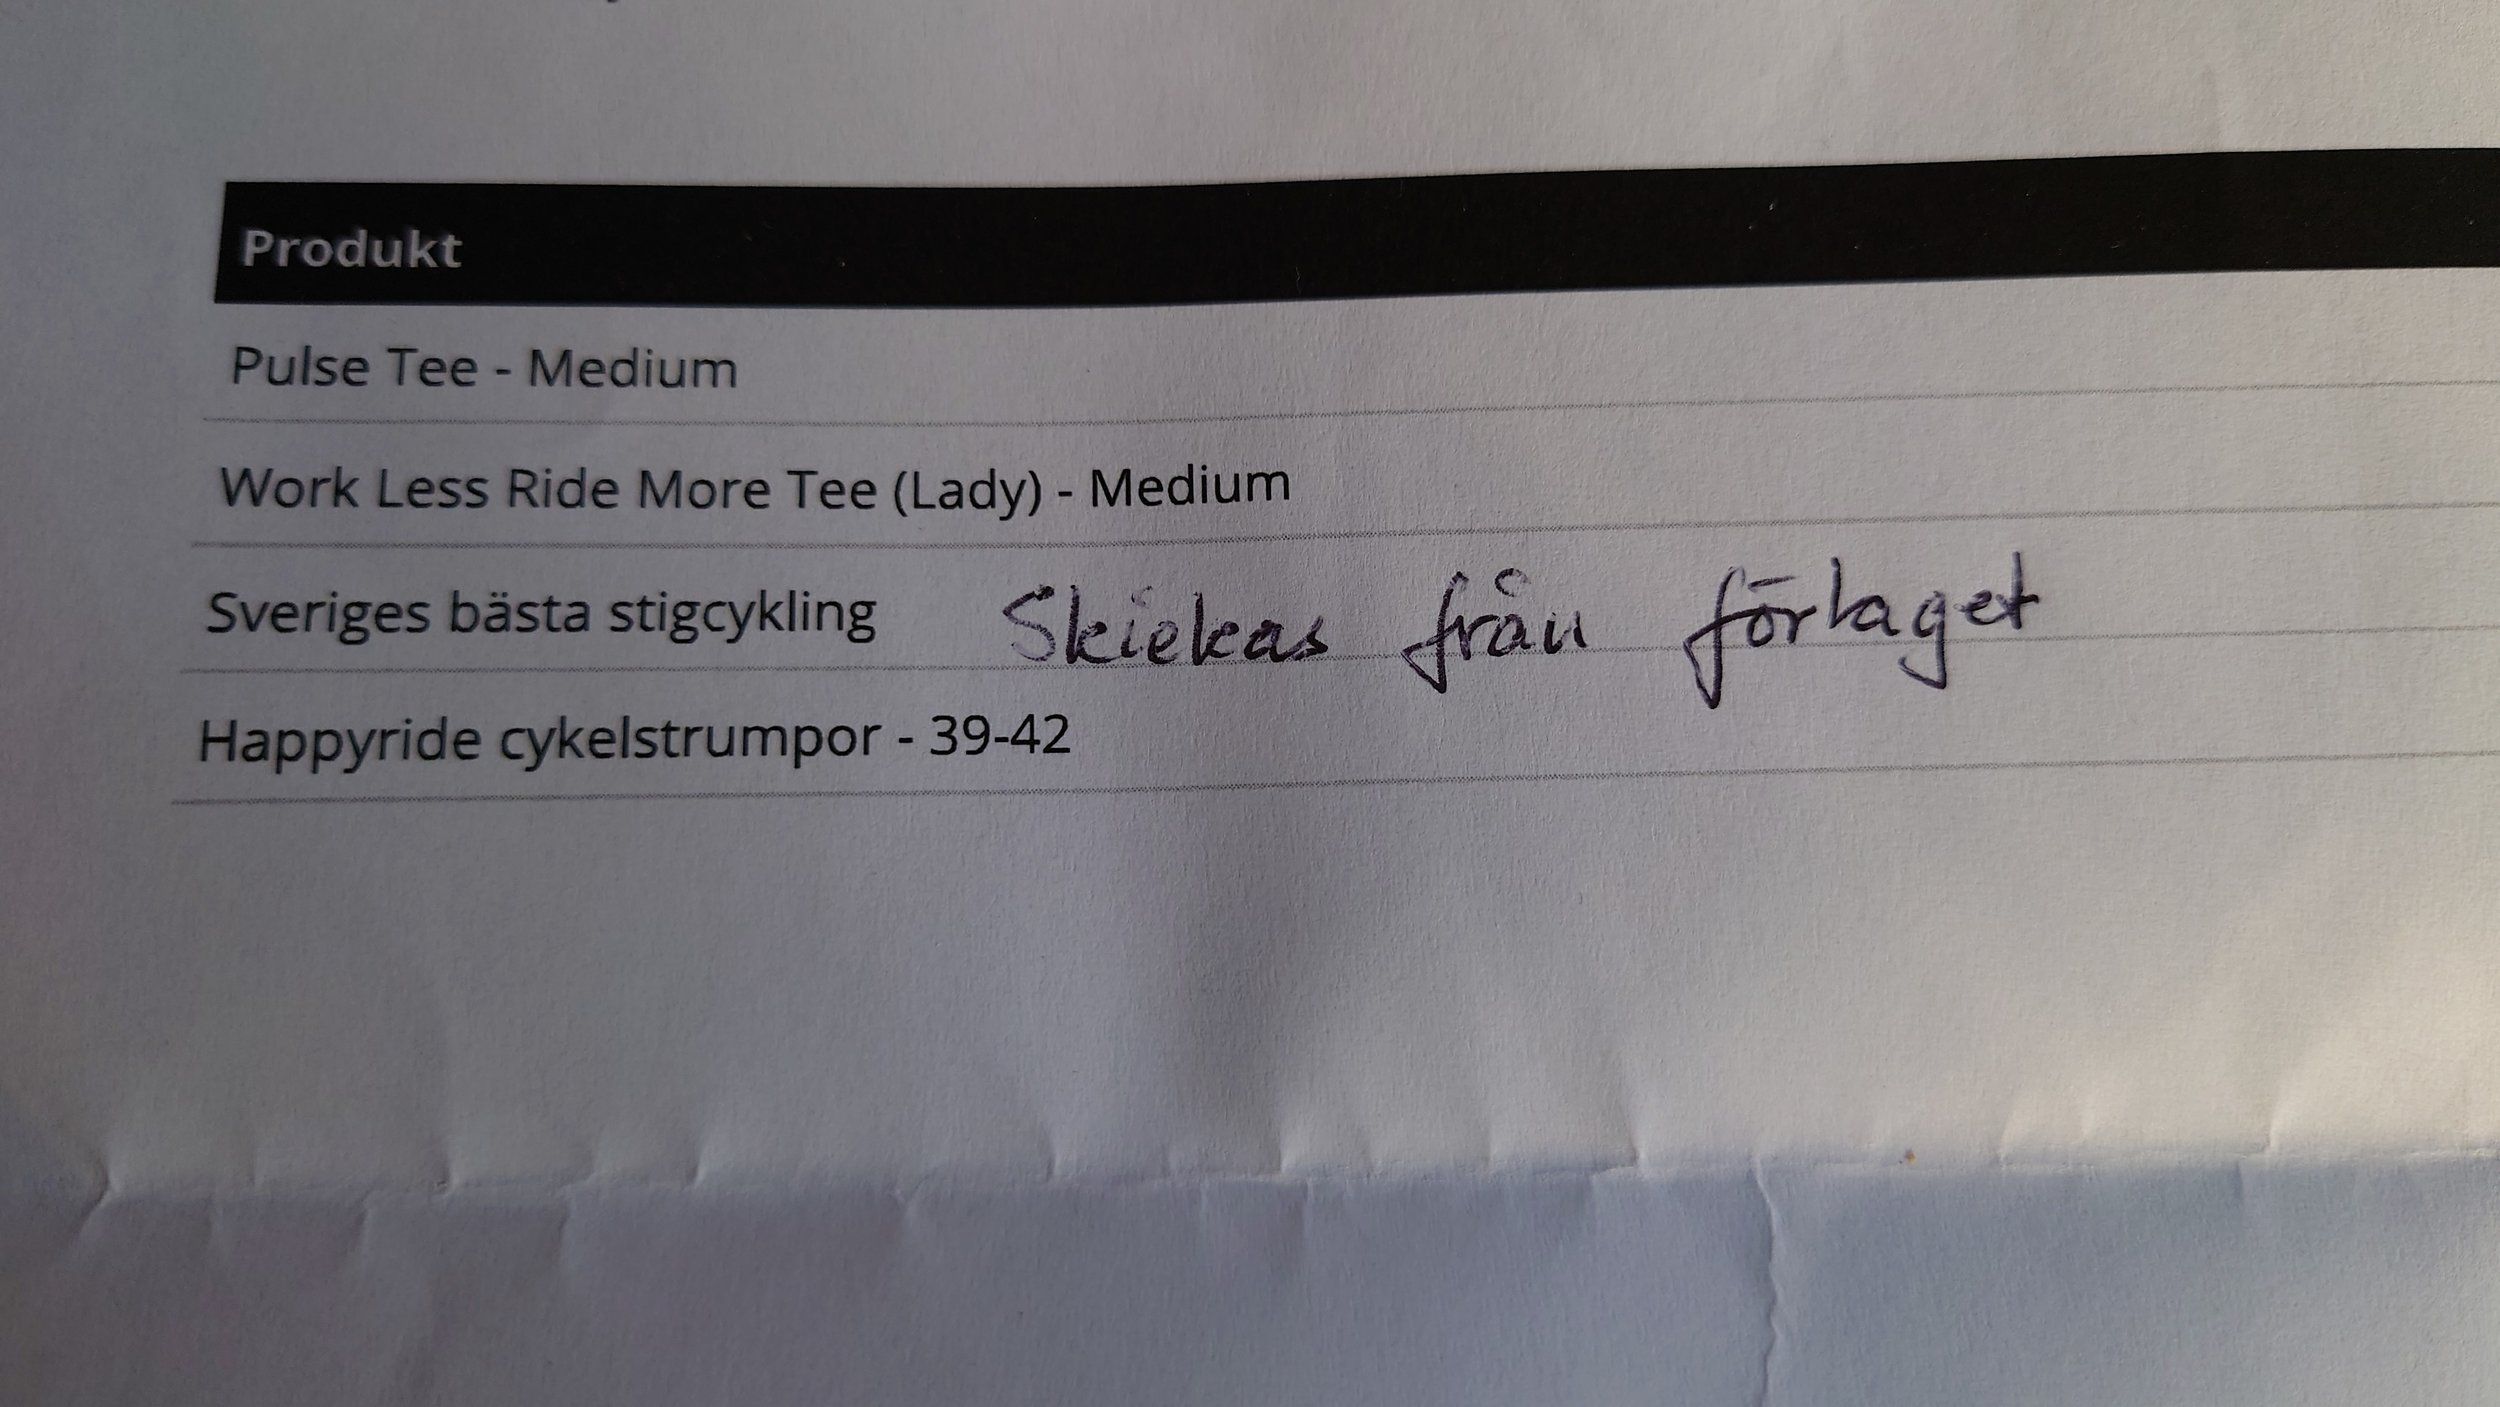 Produkt
Pulse Tee - Medium
Work Less Ride More Tee (Lady) - Medium
Sveriges bästa stigcykling Skickas från förlaget
Happyride cykelstrumpor - 39-42